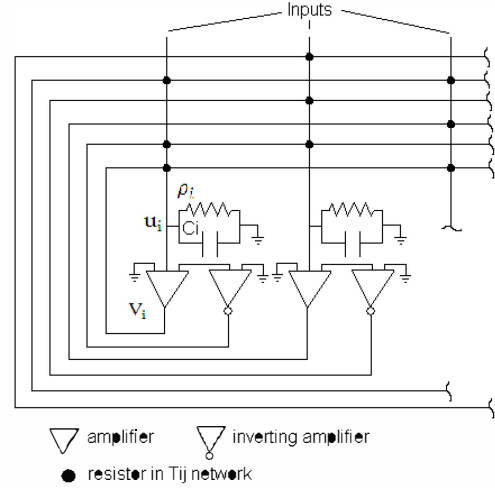 Inputs
ρi
ui
Ci
Vi
amplifier
inverting amplifier
resistor in Tij network